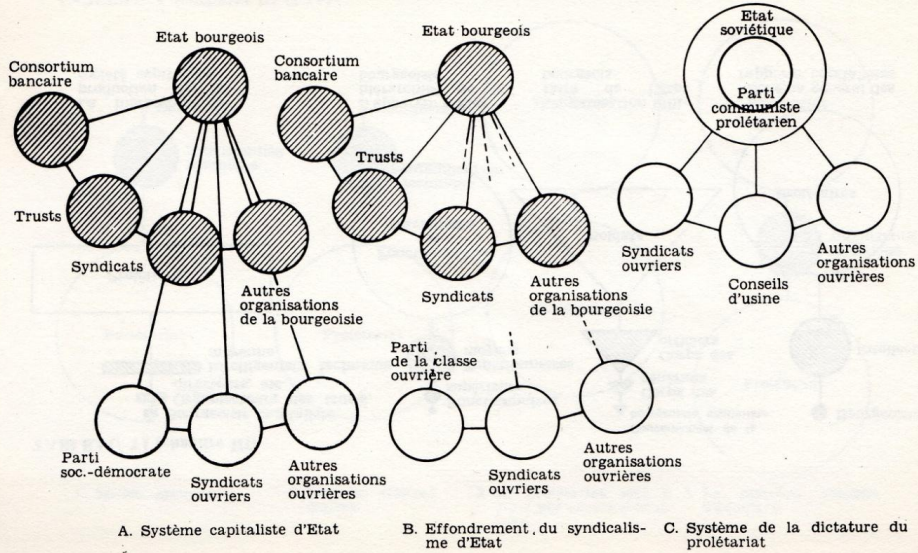 Etat bourgeois
Consortium
bancaire
Trusts
Syndicats
Autres
organisations
de la bourgeoisie
Parti
soc.-démocrate
Syndicats
ouvriers
Autres
organisations
ouvrières
A. Système capitaliste d'Etat
Etat bourgeois
Consortium
bancaire
Trusts
Syndicats
Autres
organisations
de la bourgeoisie
Parti
de la classe
ouvrière
Syndicats
ouvriers
Autres
organisations
ouvrières
B. Effondrement du syndicalis-
me d'Etat
Etat
soviétique
Parti
communiste
prolétarien
Syndicats
ouvriers
Conseils
d'usine
Autres
organisations
ouvrières
C. Système de la dictature du
prolétariat